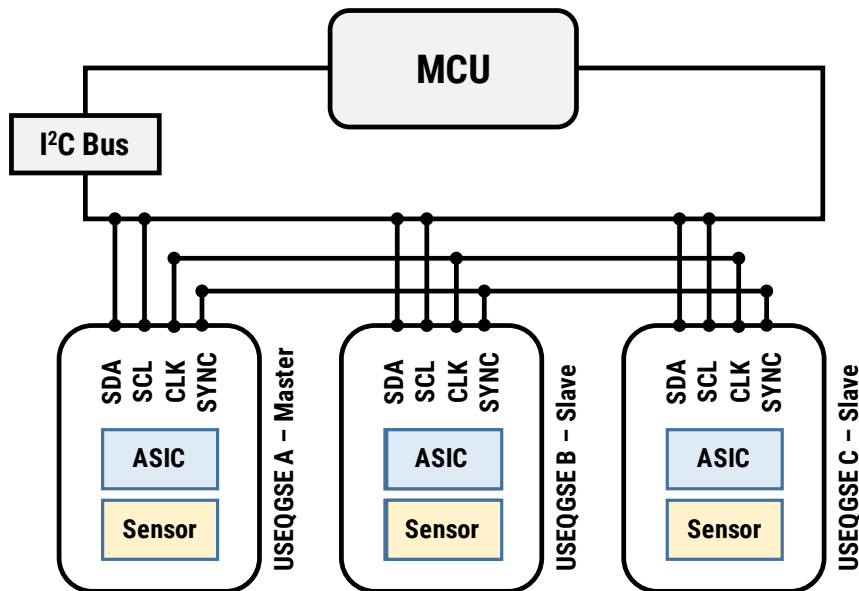 MCU
I²C Bus
SDA
SCL
CLK
SYNC
ASIC
Sensor
USEQGSE A – Master
SDA
SCL
CLK
SYNC
ASIC
Sensor
USEQGSE B – Slave
SDA
SCL
CLK
SYNC
ASIC
Sensor
USEQGSE C – Slave